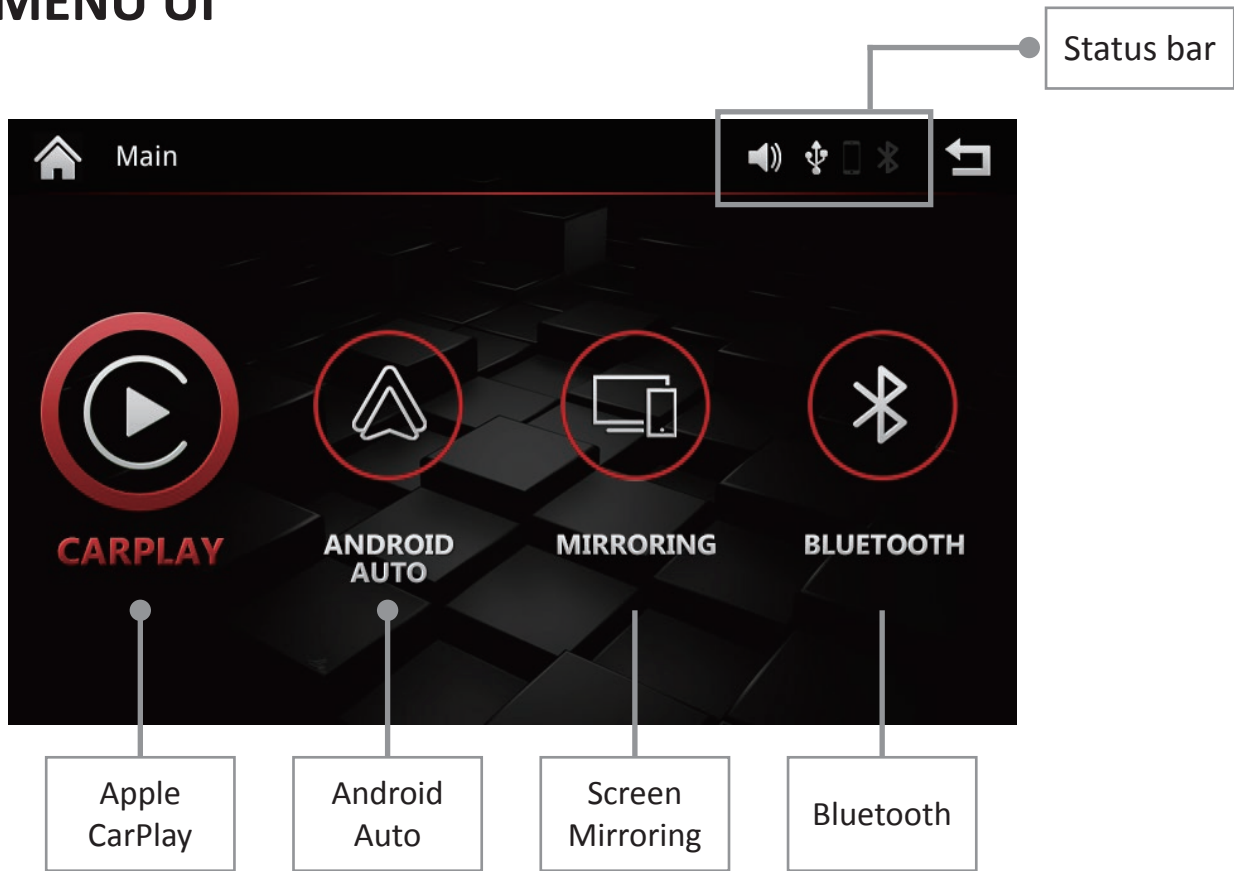 MENU UI
Status bar
Main
CARPLAY
ANDROID
AUTO
MIRRORING
BLUETOOTH
Apple
CarPlay
Android
Auto
Screen
Mirroring
Bluetooth